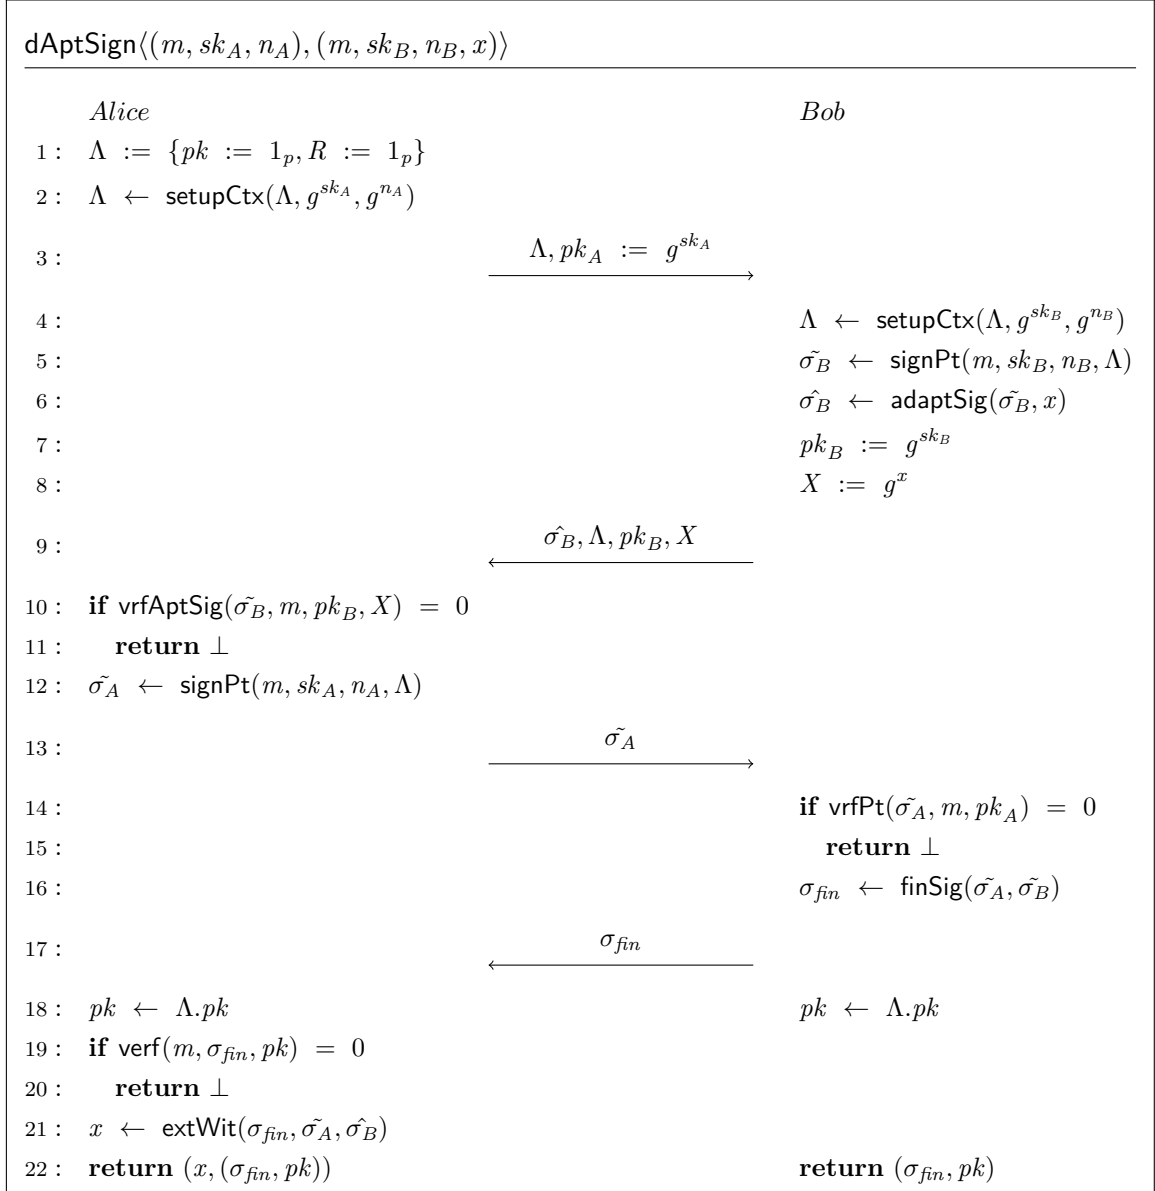 dAptSign⟨(m, sk_A, n_A), (m, sk_B, n_B, x)⟩
Alice Bob
1 : Λ := {pk := 1_p, R := 1_p}
2 : Λ ← setupCtx(Λ, g^{sk_A}, g^{n_A})
3 : Λ, pk_A := g^{sk_A}
4 : Λ ← setupCtx(Λ, g^{sk_B}, g^{n_B})
5 : σ̃_B ← signPt(m, sk_B, n_B, Λ)
6 : σ̂_B ← adaptSig(σ̃_B, x)
7 : pk_B := g^{sk_B}
8 : X := g^x
9 : σ̂_B, Λ, pk_B, X
10 : if vrfAptSig(σ̃_B, m, pk_B, X) = 0
11 : return ⊥
12 : σ̃_A ← signPt(m, sk_A, n_A, Λ)
13 : σ̃_A
14 : if vrfPt(σ̃_A, m, pk_A) = 0
15 : return ⊥
16 : σ_fin ← finSig(σ̃_A, σ̃_B)
17 : σ_fin
18 : pk ← Λ.pk pk ← Λ.pk
19 : if verf(m, σ_fin, pk) = 0
20 : return ⊥
21 : x ← extWit(σ_fin, σ̃_A, σ̂_B)
22 : return (x, (σ_fin, pk)) return (σ_fin, pk)